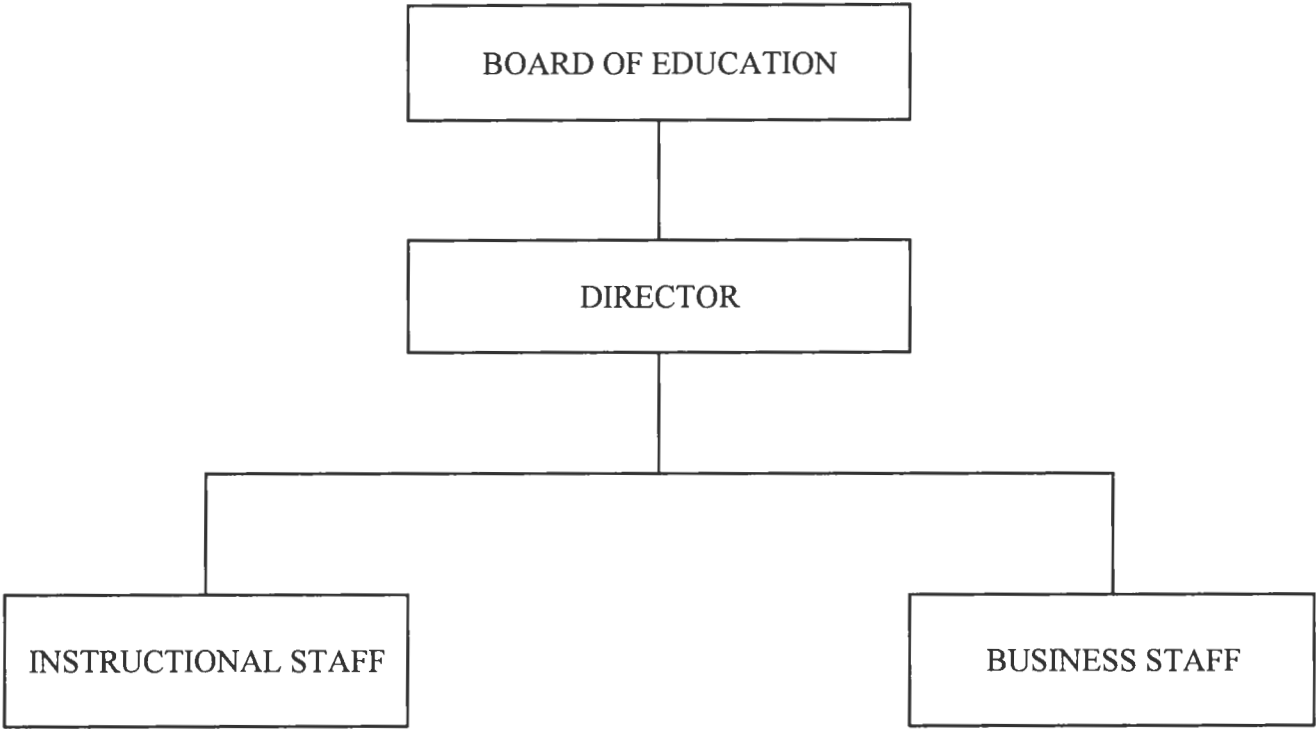 BOARD OF EDUCATION
DIRECTOR
INSTRUCTIONAL STAFF
BUSINESS STAFF